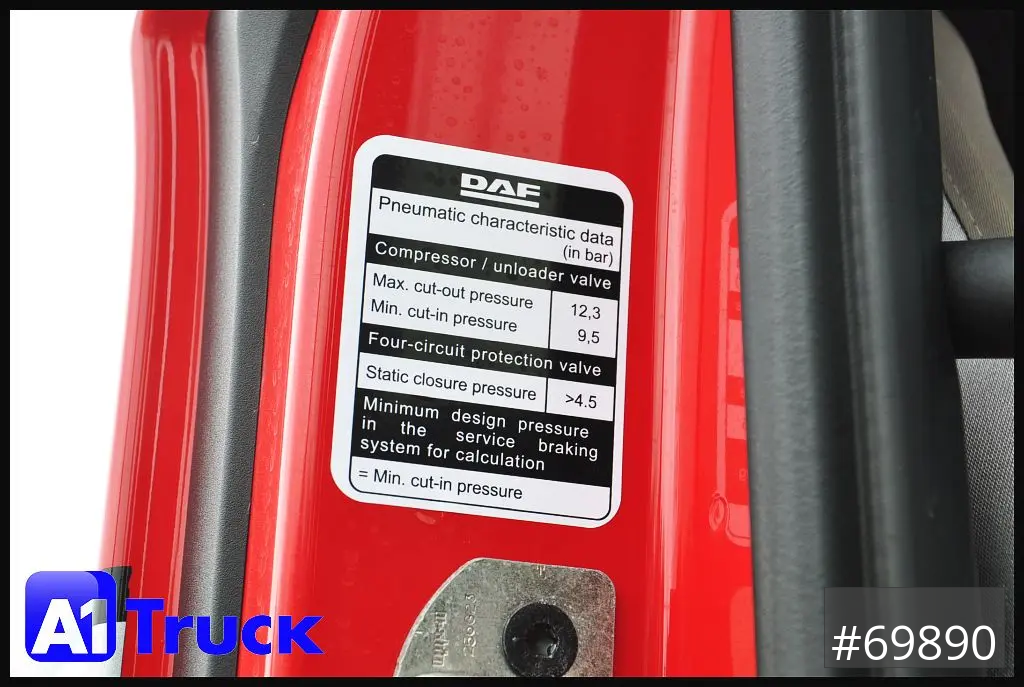 DAF
Pneumatic characteristic data
(in bar)
Compressor / unloader valve
Max. cut-out pressure 12,3
Min. cut-in pressure 9,5
Four-circuit protection valve
Static closure pressure >4.5
Minimum design pressure
in the service braking
system for calculation
= Min. cut-in pressure
A1 Truck
#69890